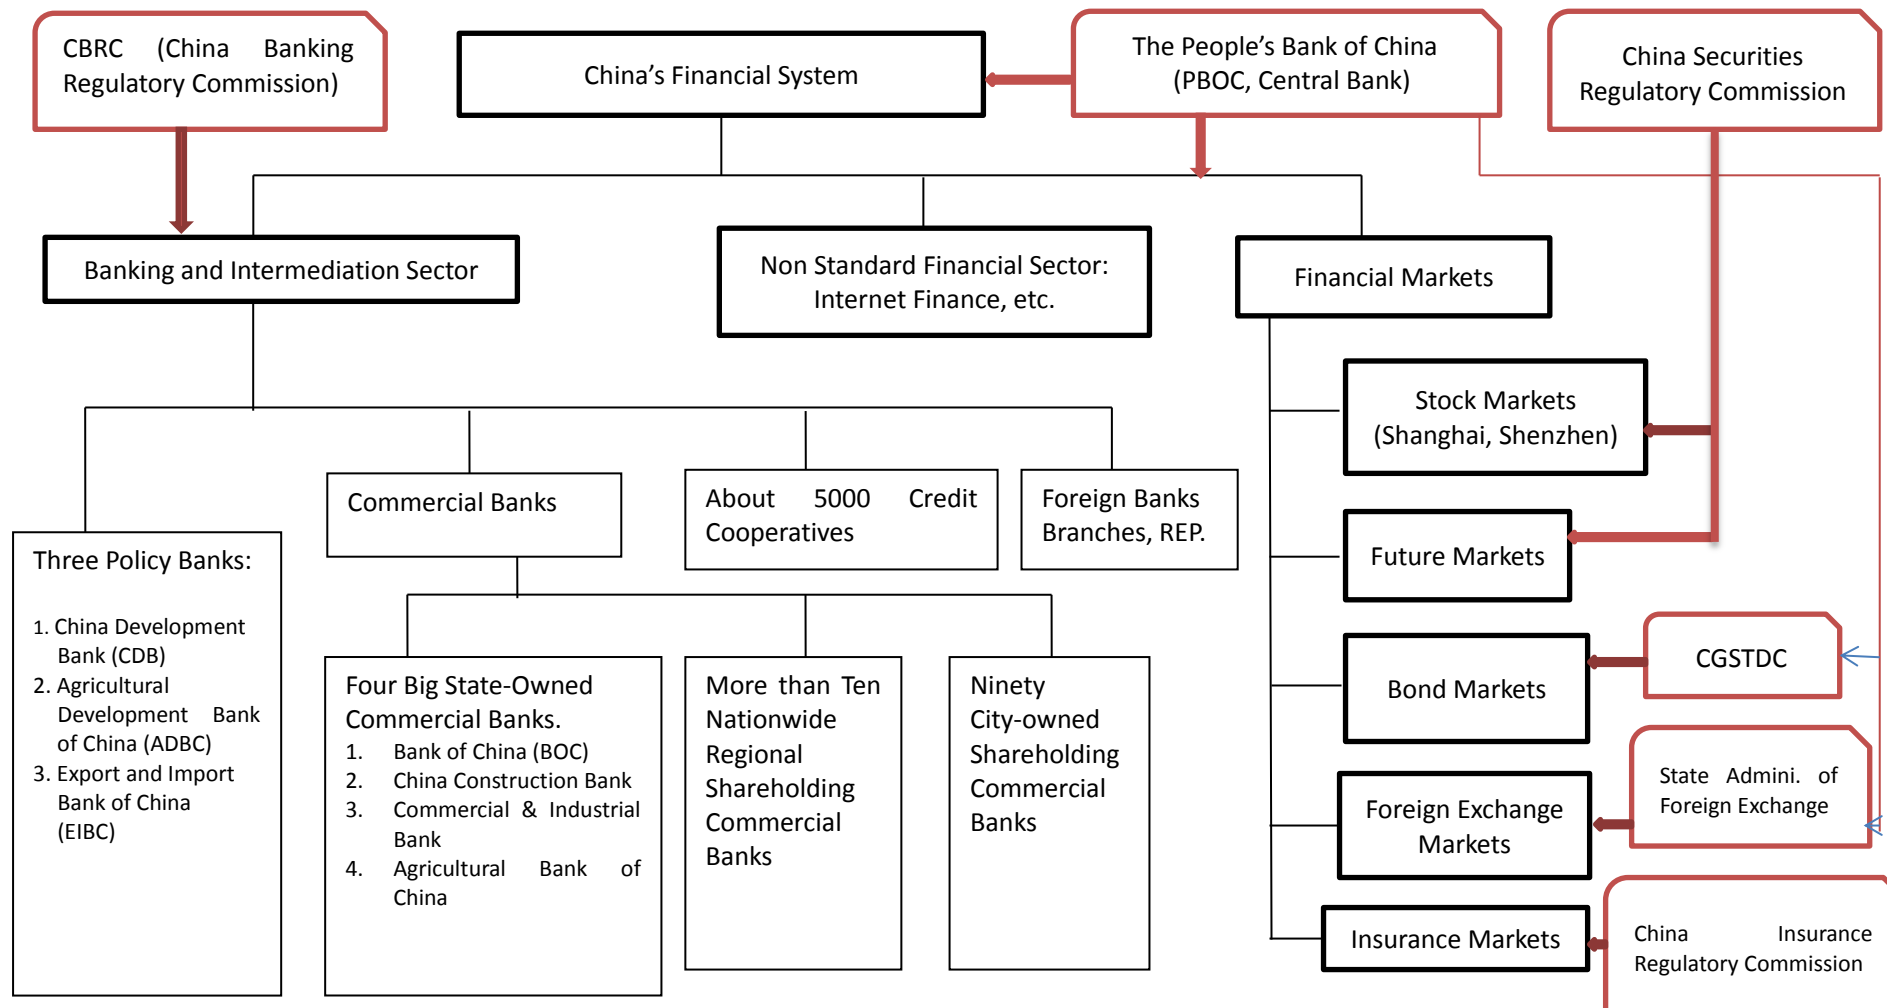 CBRC (China Banking
Regulatory Commission)
China’s Financial System
The People’s Bank of China
(PBOC, Central Bank)
China Securities
Regulatory Commission
Banking and Intermediation Sector
Non Standard Financial Sector:
Internet Finance, etc.
Financial Markets
Stock Markets
(Shanghai, Shenzhen)
Commercial Banks
About 5000 Credit
Cooperatives
Foreign Banks
Branches, REP.
Three Policy Banks:
1. China Development
Bank (CDB)
2. Agricultural
Development Bank
of China (ADBC)
3. Export and Import
Bank of China
(EIBC)
Future Markets
Four Big State-Owned
Commercial Banks.
1. Bank of China (BOC)
2. China Construction Bank
3. Commercial & Industrial
Bank
4. Agricultural Bank of
China
More than Ten
Nationwide
Regional
Shareholding
Commercial
Banks
Ninety
City-owned
Shareholding
Commercial
Banks
Bond Markets
CGSTDC
Foreign Exchange
Markets
State Admini. of
Foreign Exchange
Insurance Markets
China Insurance
Regulatory Commission